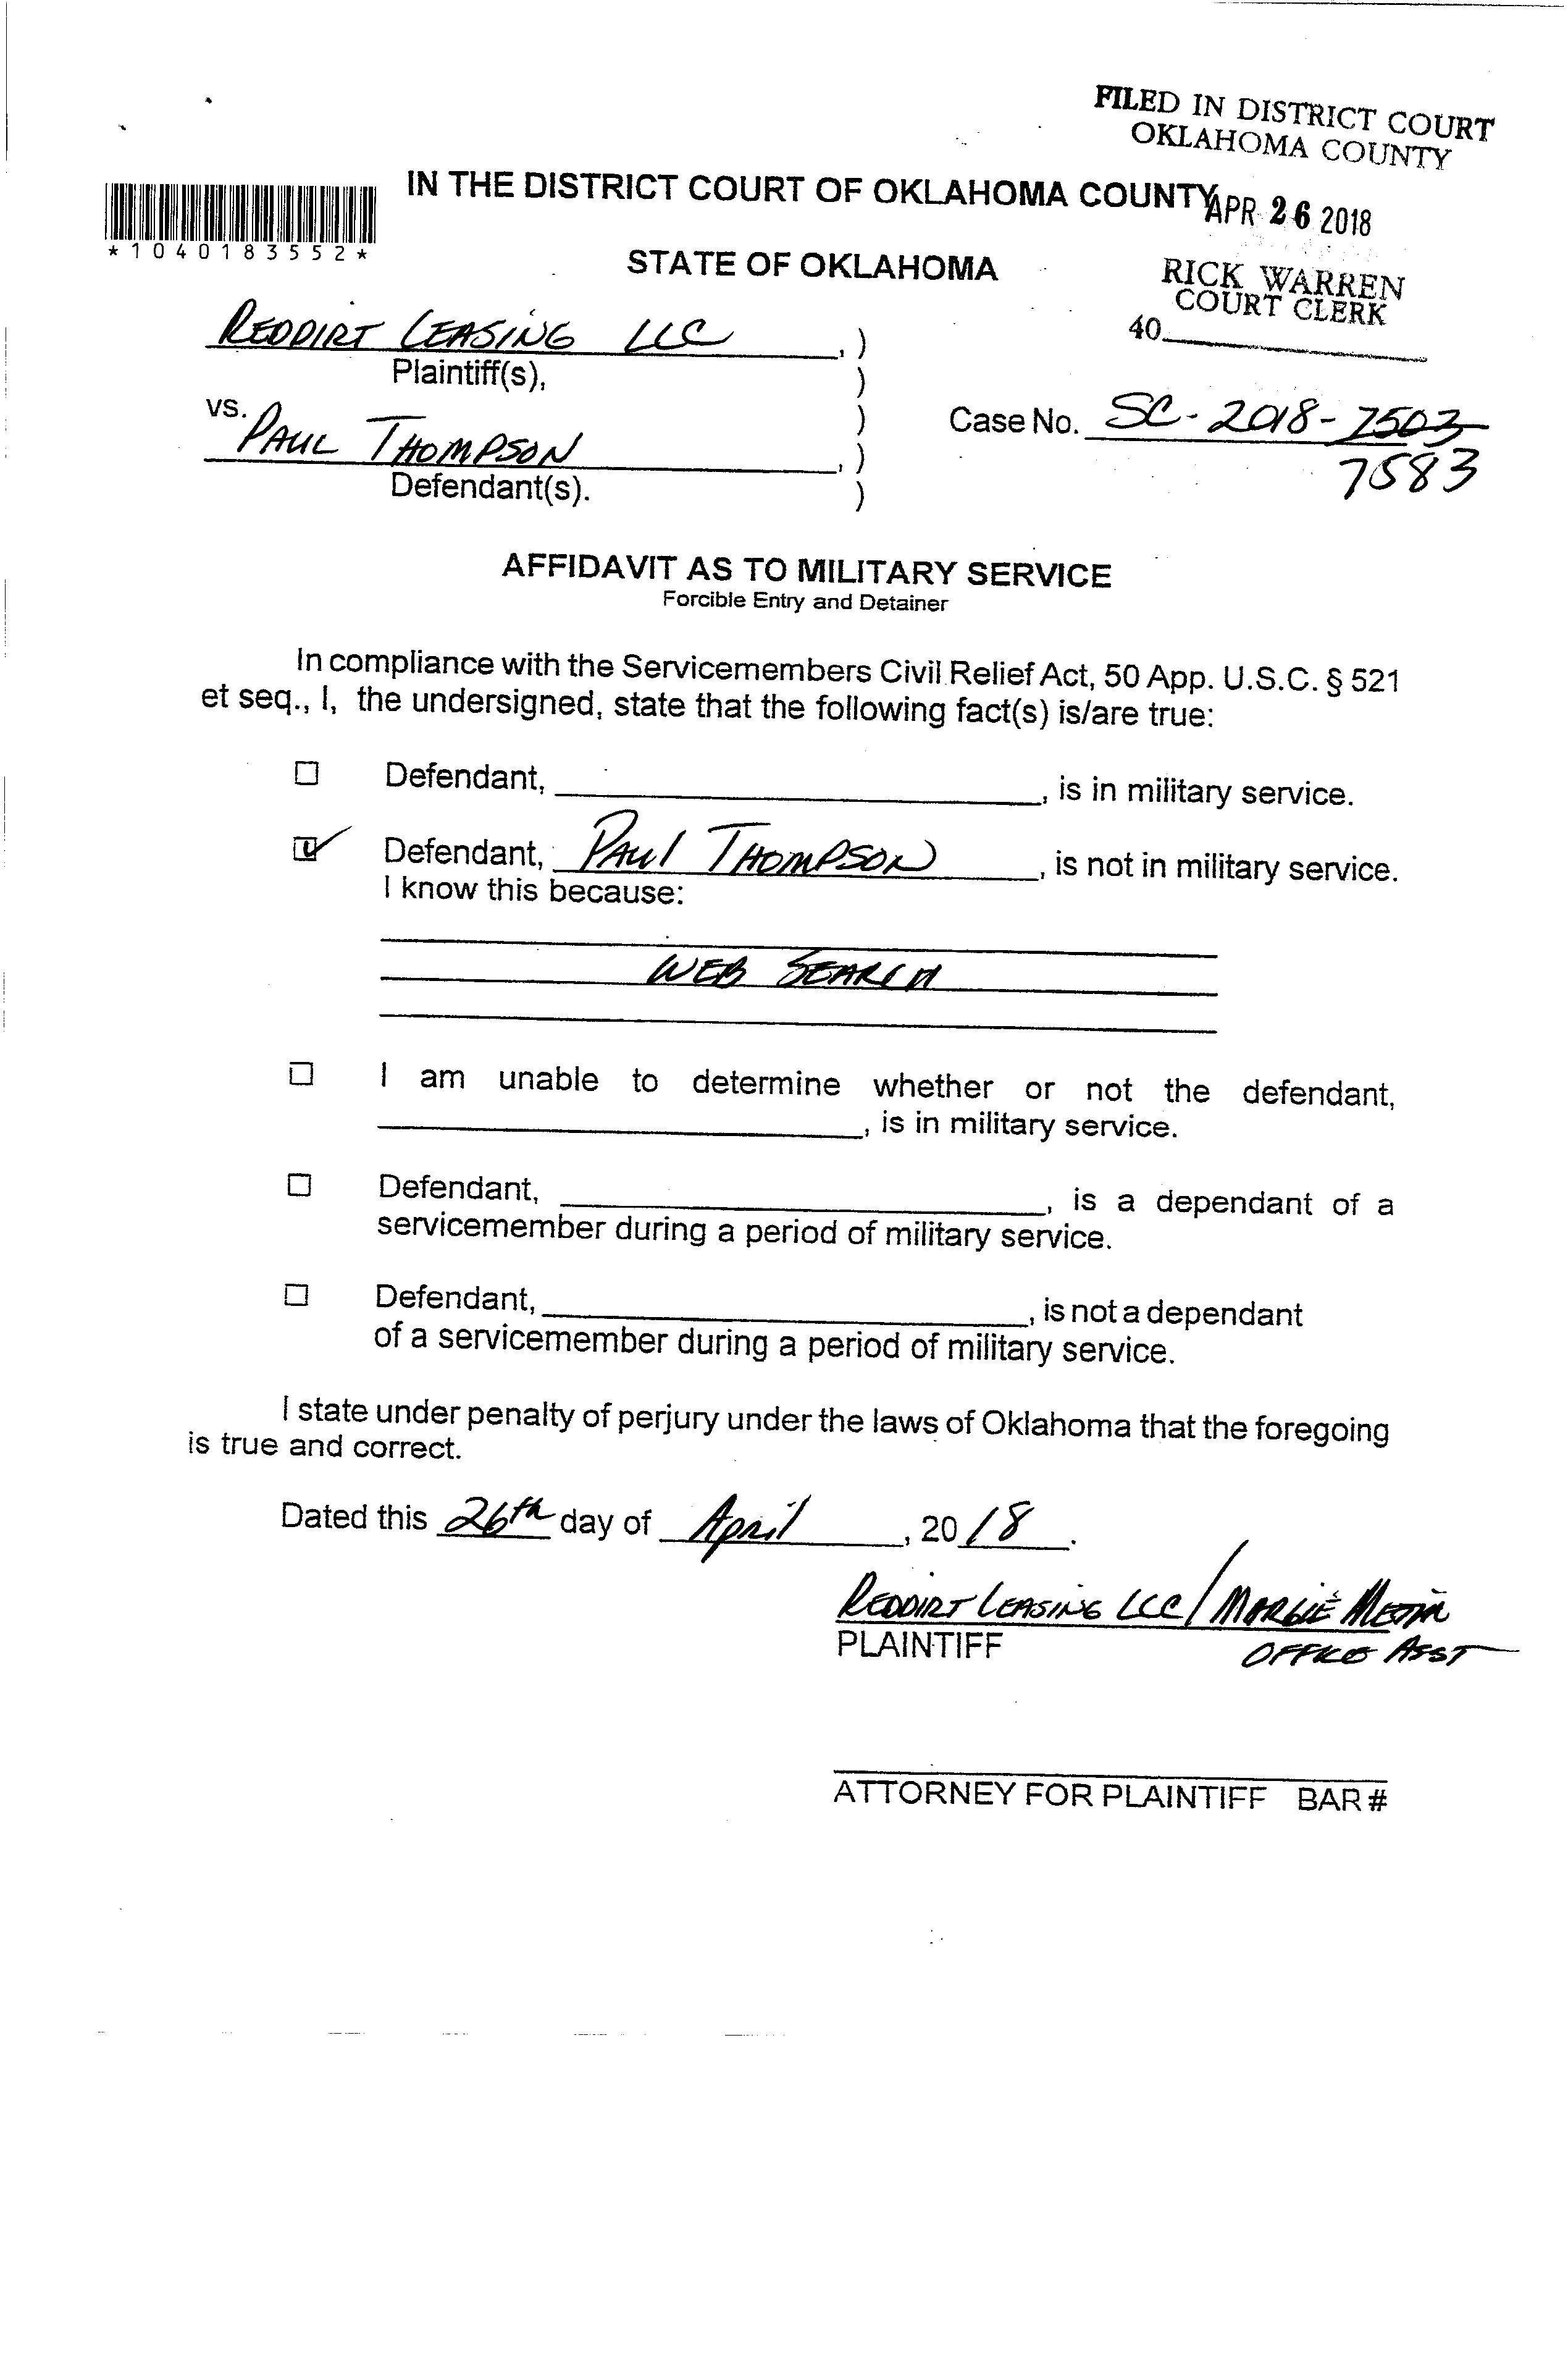 FILED IN DISTRICT COURT
OKLAHOMA COUNTY
IN THE DISTRICT COURT OF OKLAHOMA COUNTY
APR 26 2018
*1040183552*
STATE OF OKLAHOMA
RICK WARREN
COURT CLERK
40
REDDIRT LEASING LLC, )
Plaintiff(s), )
vs. )
PAUL THOMPSON, )
Defendant(s). )
Case No. SC-2018-7503
7583
AFFIDAVIT AS TO MILITARY SERVICE
Forcible Entry and Detainer
In compliance with the Servicemembers Civil Relief Act, 50 App. U.S.C. § 521
et seq., I, the undersigned, state that the following fact(s) is/are true:
☐ Defendant, , is in military service.
☑ Defendant, PAUl THOMPSON, is not in military service.
I know this because:
WEB SEARCH
☐ I am unable to determine whether or not the defendant,
, is in military service.
☐ Defendant, , is a dependant of a
servicemember during a period of military service.
☐ Defendant, , is not a dependant
of a servicemember during a period of military service.
I state under penalty of perjury under the laws of Oklahoma that the foregoing
is true and correct.
Dated this 26th day of April, 2018.
REDDIRT LEASING LLC/MARGIE
PLAINTIFF
OFFICE ASST
ATTORNEY FOR PLAINTIFF BAR #